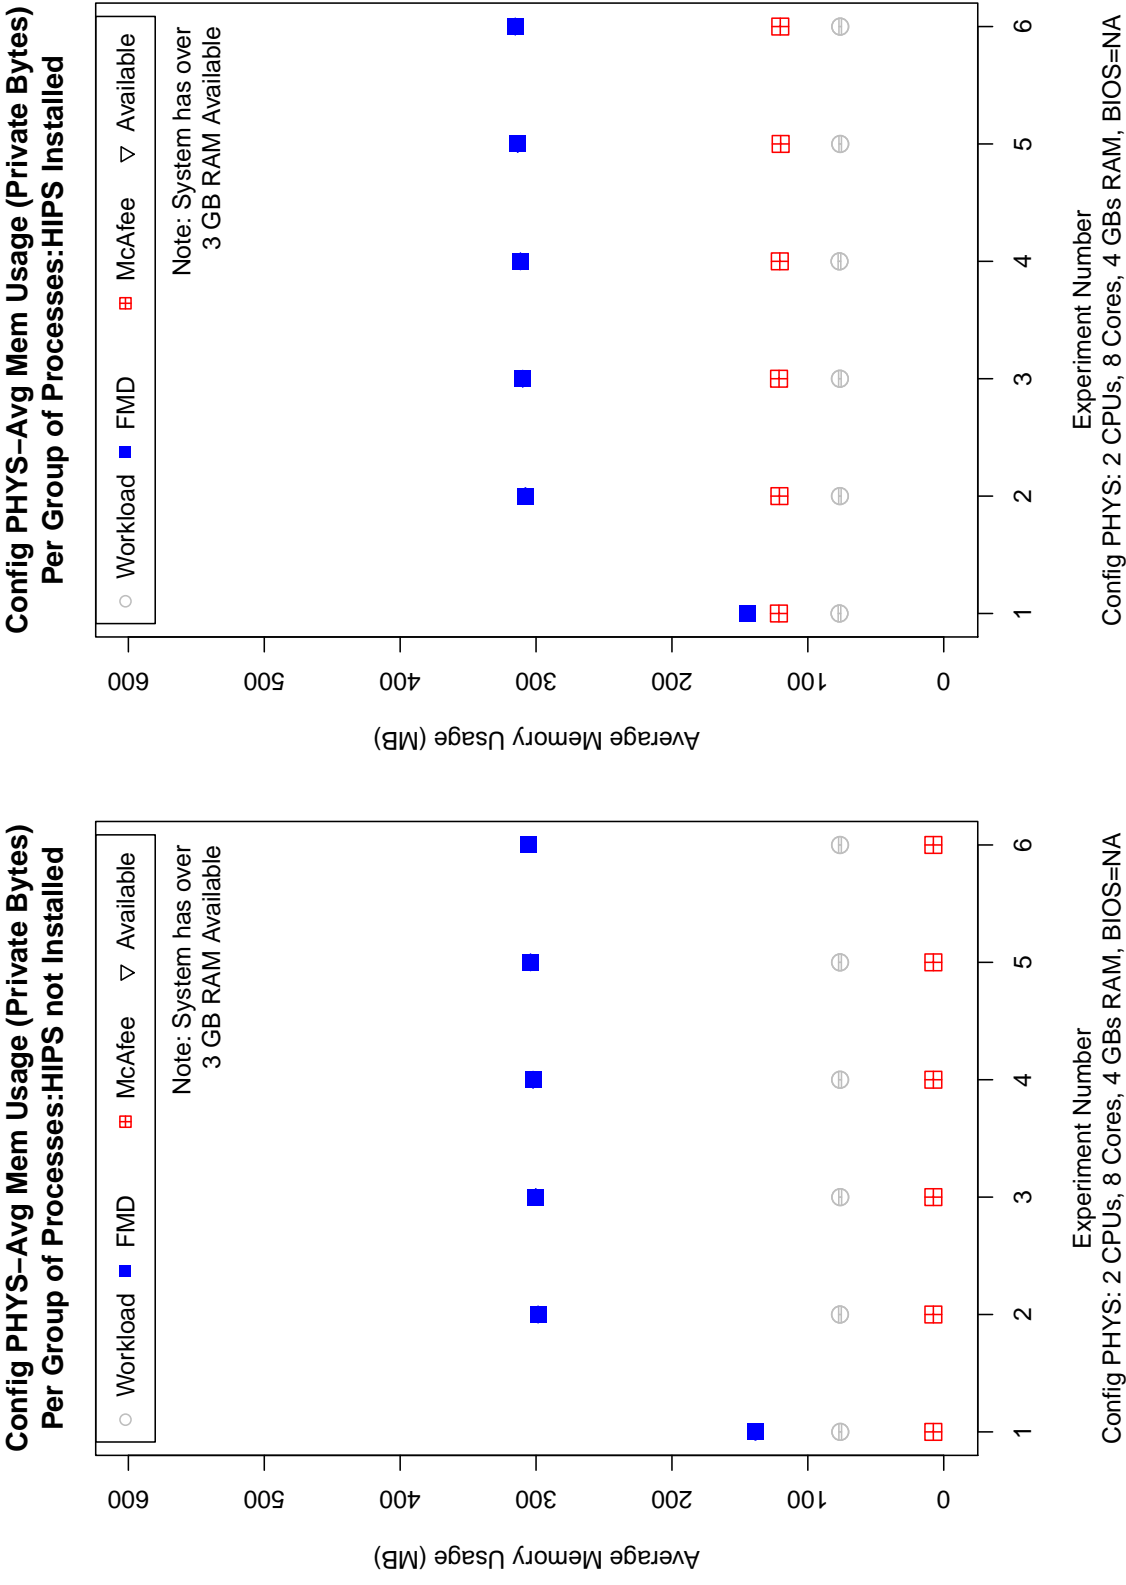 Config PHYS−Avg Mem Usage (Private Bytes)
Per Group of Processes:HIPS not Installed
Workload FMD McAfee Available
Note: System has over
3 GB RAM Available
600
500
400
300
200
100
0
Average Memory Usage (MB)
1 2 3 4 5 6
Experiment Number
Config PHYS: 2 CPUs, 8 Cores, 4 GBs RAM, BIOS=NA
Config PHYS−Avg Mem Usage (Private Bytes)
Per Group of Processes:HIPS Installed
Workload FMD McAfee Available
Note: System has over
3 GB RAM Available
600
500
400
300
200
100
0
Average Memory Usage (MB)
1 2 3 4 5 6
Experiment Number
Config PHYS: 2 CPUs, 8 Cores, 4 GBs RAM, BIOS=NA